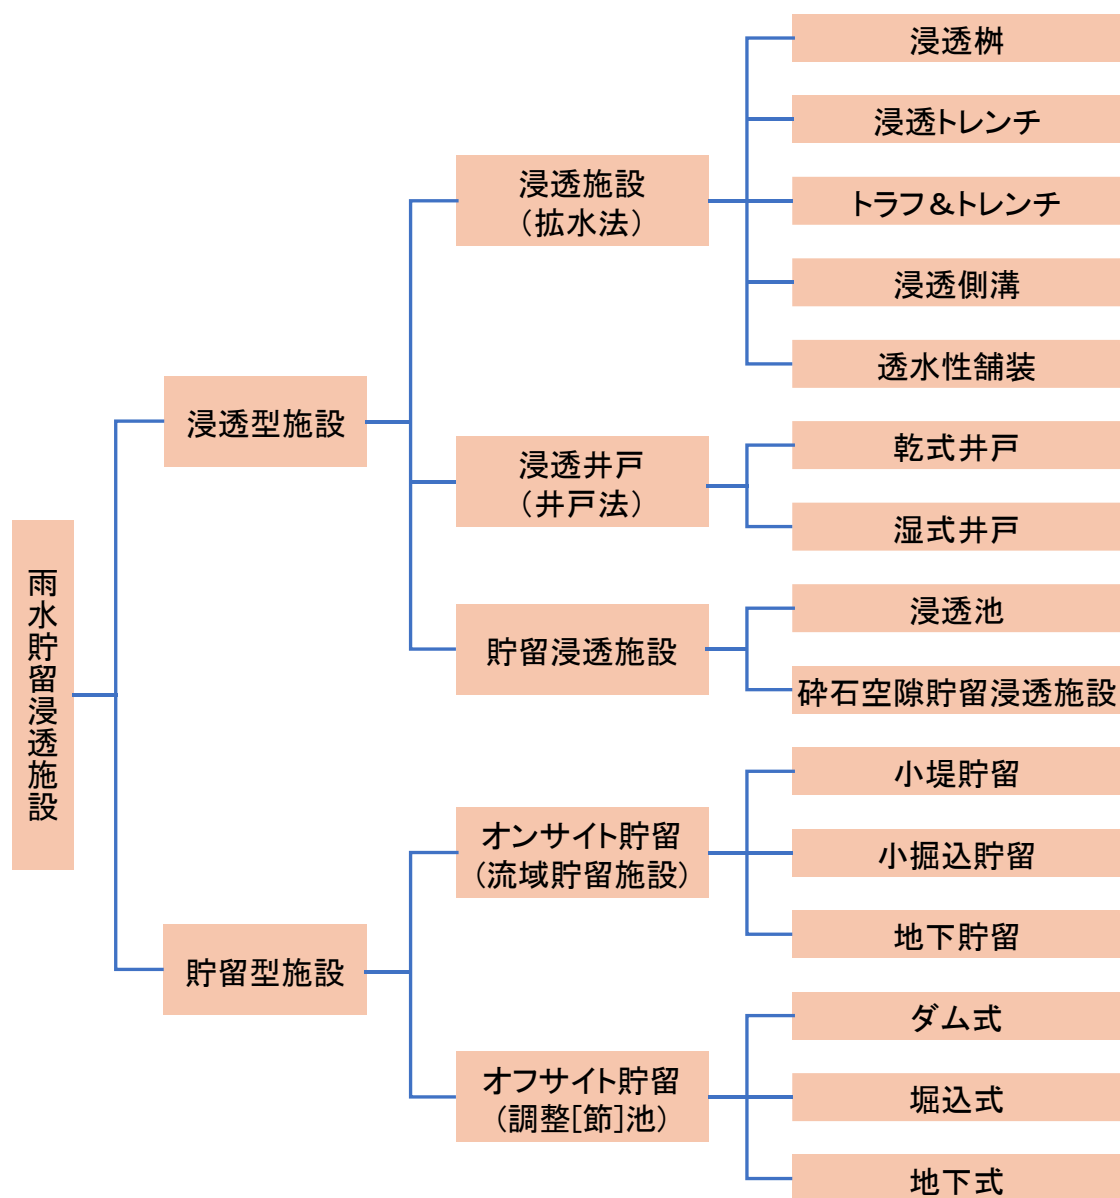 雨水貯留浸透施設
浸透型施設
浸透施設
（拡水法）
浸透桝
浸透トレンチ
トラフ＆トレンチ
浸透側溝
透水性舗装
浸透井戸
（井戸法）
乾式井戸
湿式井戸
貯留浸透施設
浸透池
砕石空隙貯留浸透施設
貯留型施設
オンサイト貯留
（流域貯留施設）
小堤貯留
小掘込貯留
地下貯留
オフサイト貯留
（調整[節]池）
ダム式
堀込式
地下式